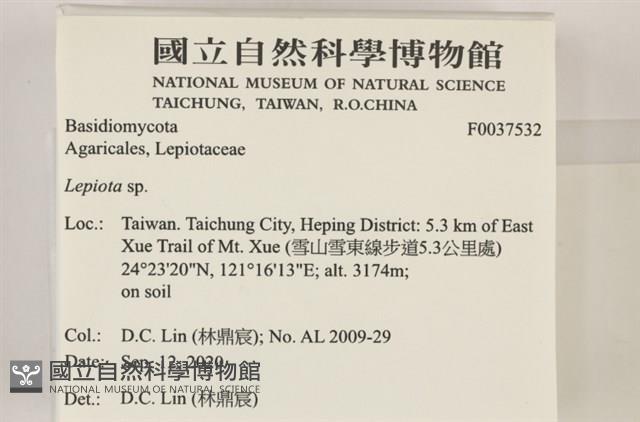 國立自然科學博物館
NATIONAL MUSEUM OF NATURAL SCIENCE
TAICHUNG, TAIWAN, R.O.CHINA
Basidiomycota F0037532
Agaricales, Lepiotaceae
Lepiota sp.
Loc.: Taiwan. Taichung City, Heping District: 5.3 km of East
Xue Trail of Mt. Xue (雪山雪東線步道5.3公里處)
24°23'20"N, 121°16'13"E; alt. 3174m;
on soil
Col.: D.C. Lin (林鼎宸); No. AL 2009-29
Date: Sep. 12, 2020
國立自然科學博物館
NATIONAL MUSEUM OF NATURAL SCIENCE
Det.: D.C. Lin (林鼎宸)